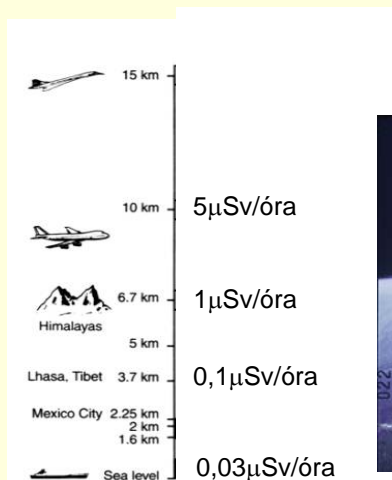 15 km
10 km
5µSv/óra
6.7 km
1µSv/óra
Himalayas
5 km
Lhasa, Tibet 3.7 km
0,1µSv/óra
Mexico City 2.25 km
2 km
1.6 km
Sea level
0,03µSv/óra
022